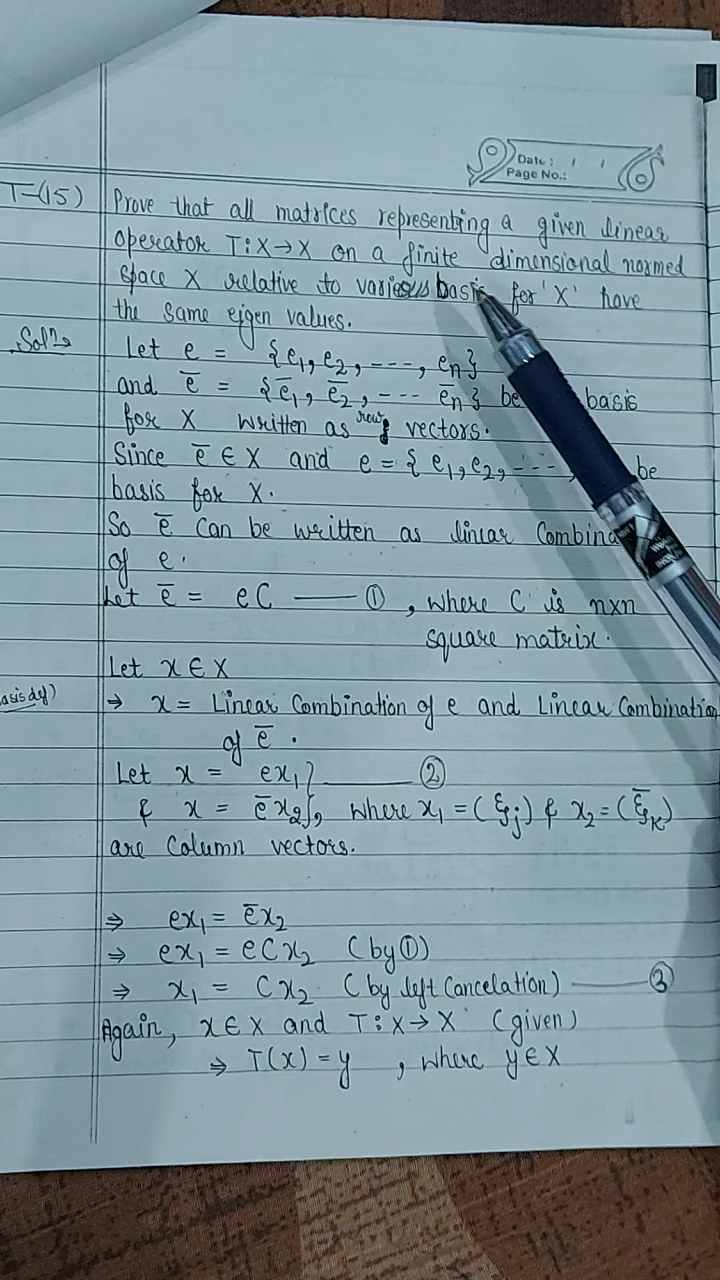 Date :   /   /
Page No.:
T-(15) Prove that all matrices representing a given linear
operator T:X→X on a finite dimensional normed
space X relative to various basis for 'X' have
the same eigen values.
Solⁿ Let e = {e₁, e₂, ---, en}
and ē = {ē₁, ē₂, --- ēn} be basis
for X written as row vectors.
Since ē ∈ X and e = { e₁, e₂, --- , be
basis for X.
So ē Can be written as linear
of e.
Let ē = eC —— ①, where C is n×n
square matrix.
Let x ∈ X
⇒ x = Linear Combination of e and Linear Combination
of ē .
Let x = ex₁} ——— ②
& x = ēx₂}, where x₁ = (ξj) & x₂ = (ξ̄k)
are Column vectors.
⇒ ex₁ = ēx₂
⇒ ex₁ = eCx₂ (by①)
⇒ x₁ = Cx₂ (by left Cancelation) —— ③
Again, x∈X and T:X→X (given)
⇒ T(x) = y , where y∈X